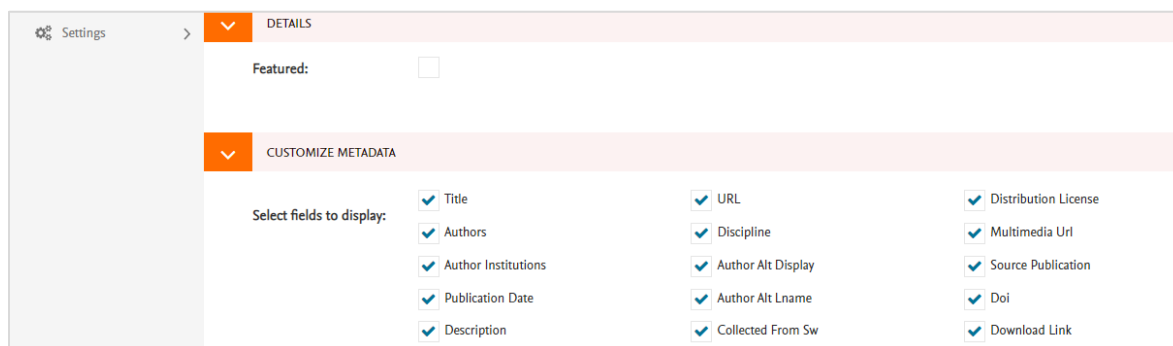 Settings
DETAILS
Featured:
CUSTOMIZE METADATA
Select fields to display:
Title
URL
Distribution License
Authors
Discipline
Multimedia Url
Author Institutions
Author Alt Display
Source Publication
Publication Date
Author Alt Lname
Doi
Description
Collected From Sw
Download Link